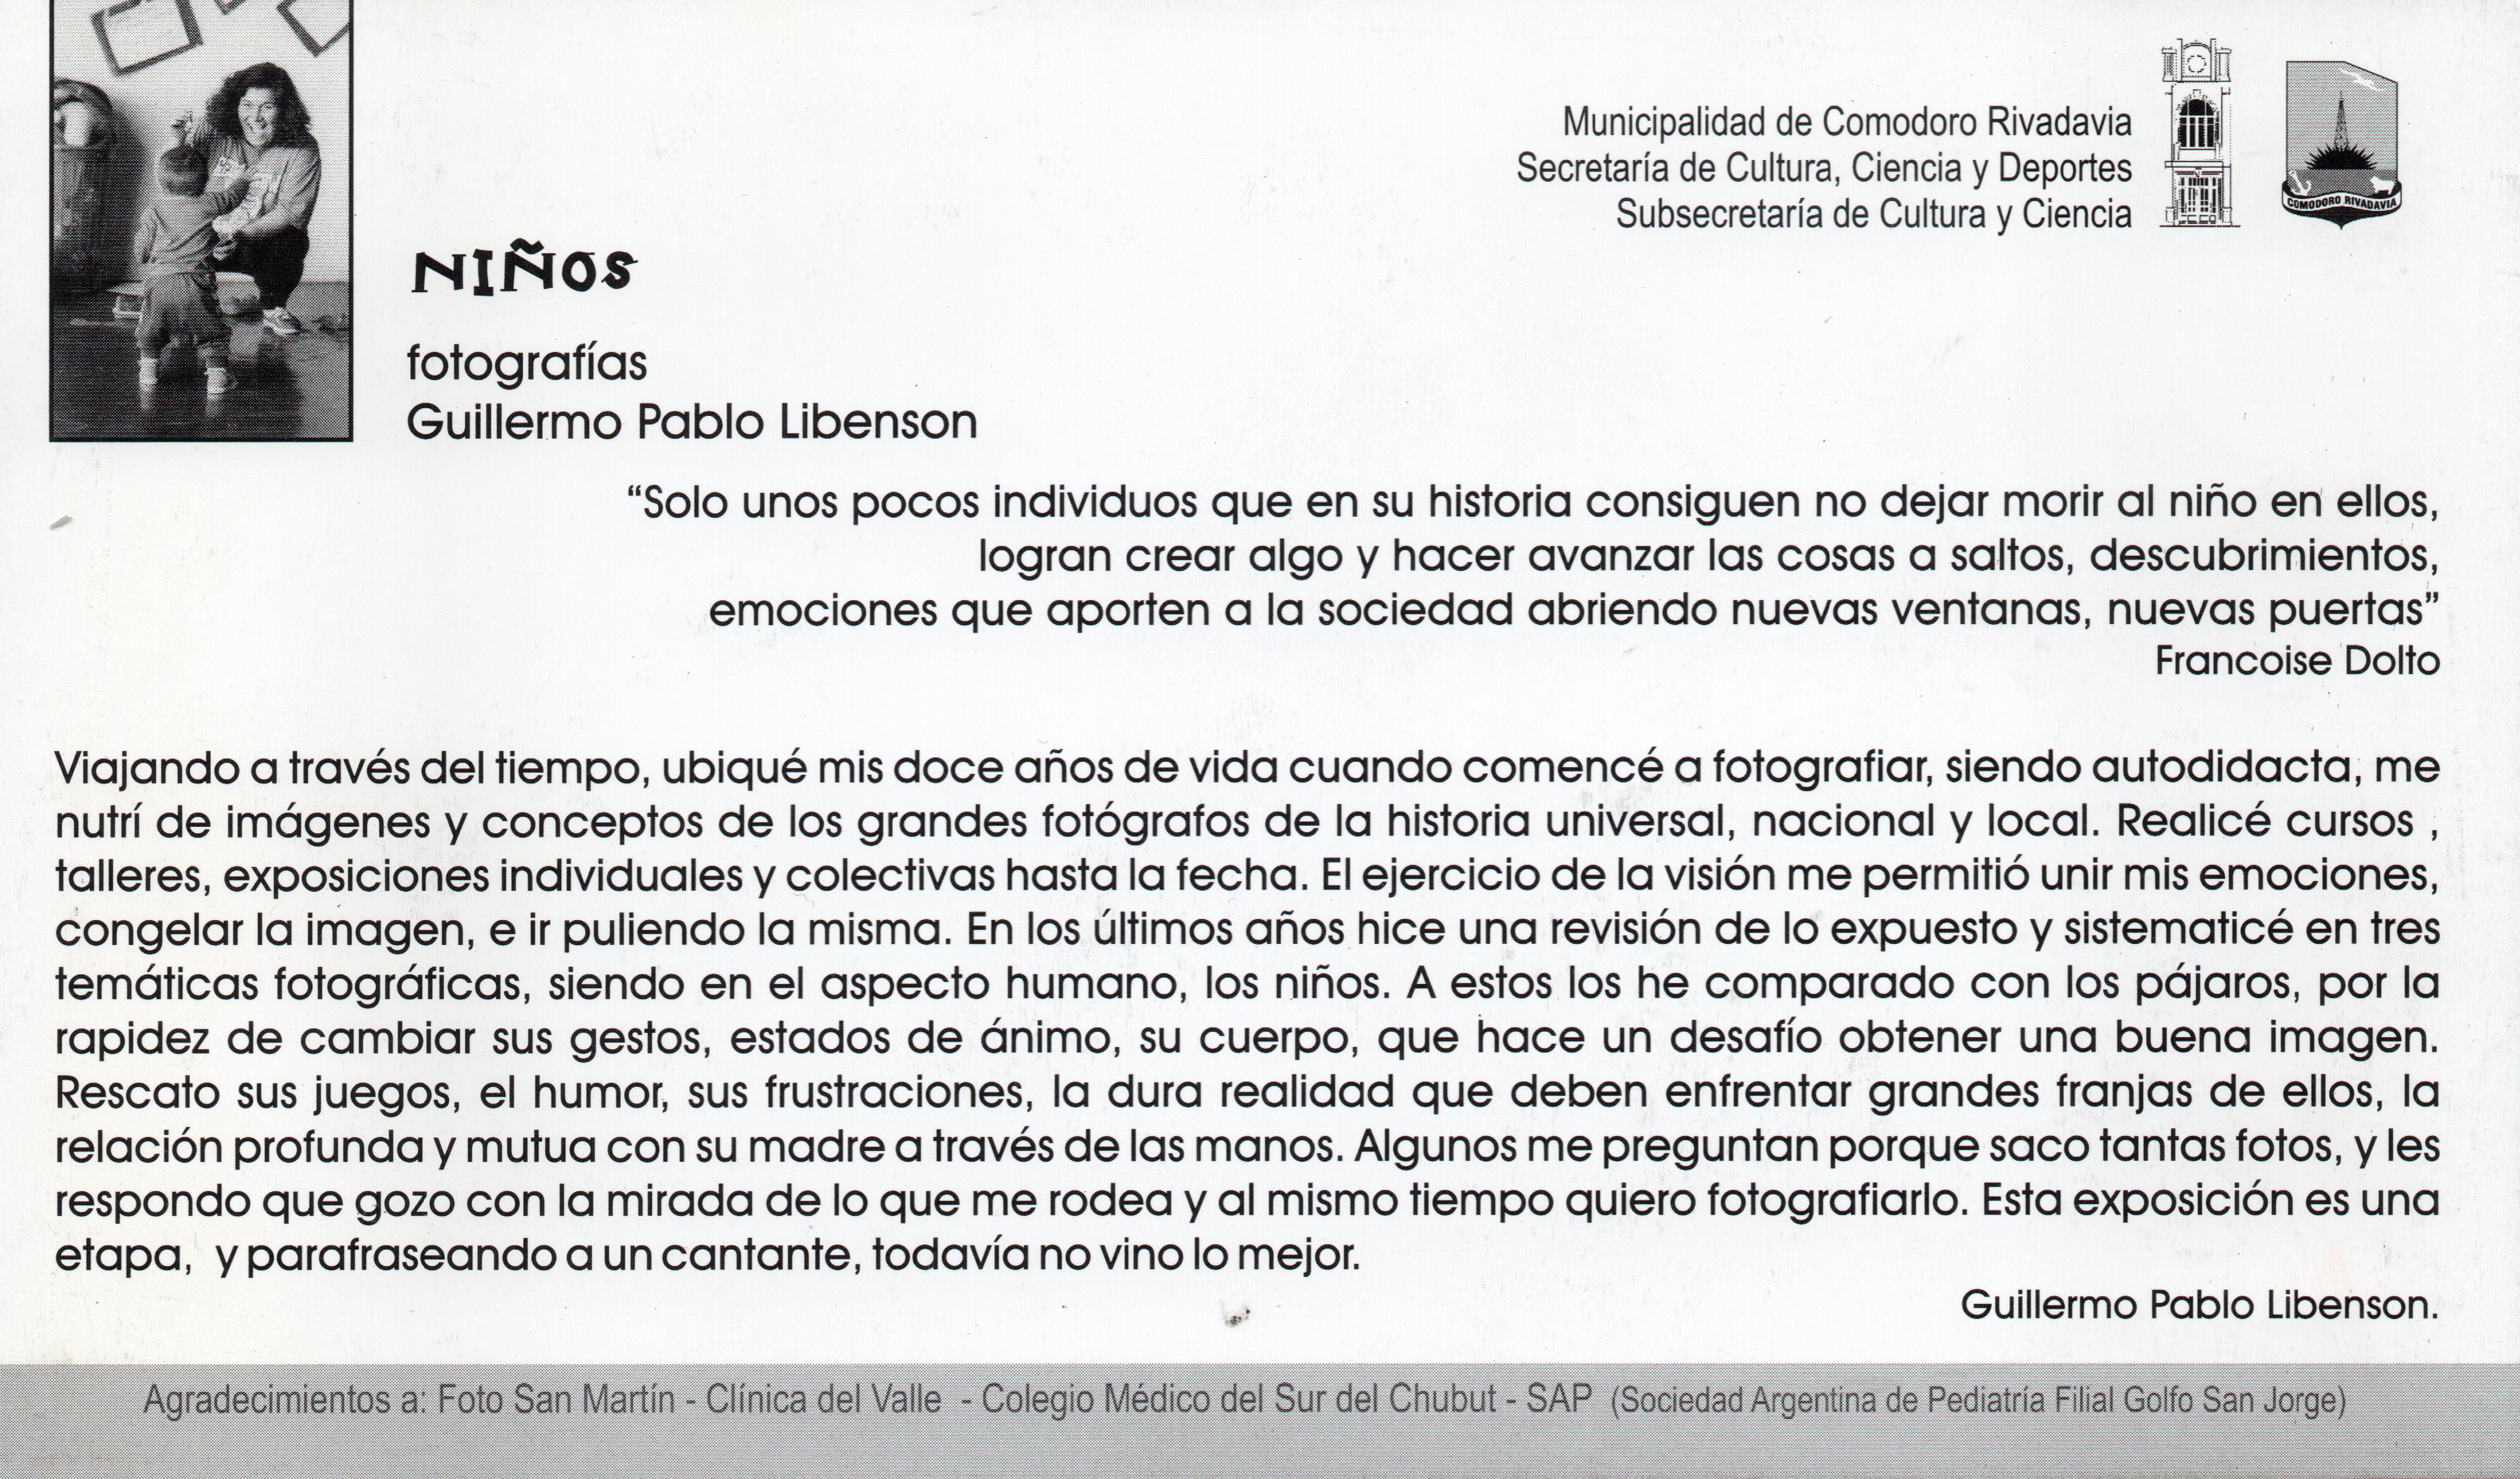 Municipalidad de Comodoro Rivadavia
Secretaría de Cultura, Ciencia y Deportes
Subsecretaría de Cultura y Ciencia
COMODORO RIVADAVIA
NIÑOS
fotografías
Guillermo Pablo Libenson
“Solo unos pocos individuos que en su historia consiguen no dejar morir al niño en ellos,
logran crear algo y hacer avanzar las cosas a saltos, descubrimientos,
emociones que aporten a la sociedad abriendo nuevas ventanas, nuevas puertas”
Francoise Dolto
Viajando a través del tiempo, ubiqué mis doce años de vida cuando comencé a fotografiar, siendo autodidacta, me
nutrí de imágenes y conceptos de los grandes fotógrafos de la historia universal, nacional y local. Realicé cursos ,
talleres, exposiciones individuales y colectivas hasta la fecha. El ejercicio de la visión me permitió unir mis emociones,
congelar la imagen, e ir puliendo la misma. En los últimos años hice una revisión de lo expuesto y sistematicé en tres
temáticas fotográficas, siendo en el aspecto humano, los niños. A estos los he comparado con los pájaros, por la
rapidez de cambiar sus gestos, estados de ánimo, su cuerpo, que hace un desafío obtener una buena imagen.
Rescato sus juegos, el humor, sus frustraciones, la dura realidad que deben enfrentar grandes franjas de ellos, la
relación profunda y mutua con su madre a través de las manos. Algunos me preguntan porque saco tantas fotos, y les
respondo que gozo con la mirada de lo que me rodea y al mismo tiempo quiero fotografiarlo. Esta exposición es una
etapa, y parafraseando a un cantante, todavía no vino lo mejor.
Guillermo Pablo Libenson.
Agradecimientos a: Foto San Martín - Clínica del Valle - Colegio Médico del Sur del Chubut - SAP (Sociedad Argentina de Pediatría Filial Golfo San Jorge)